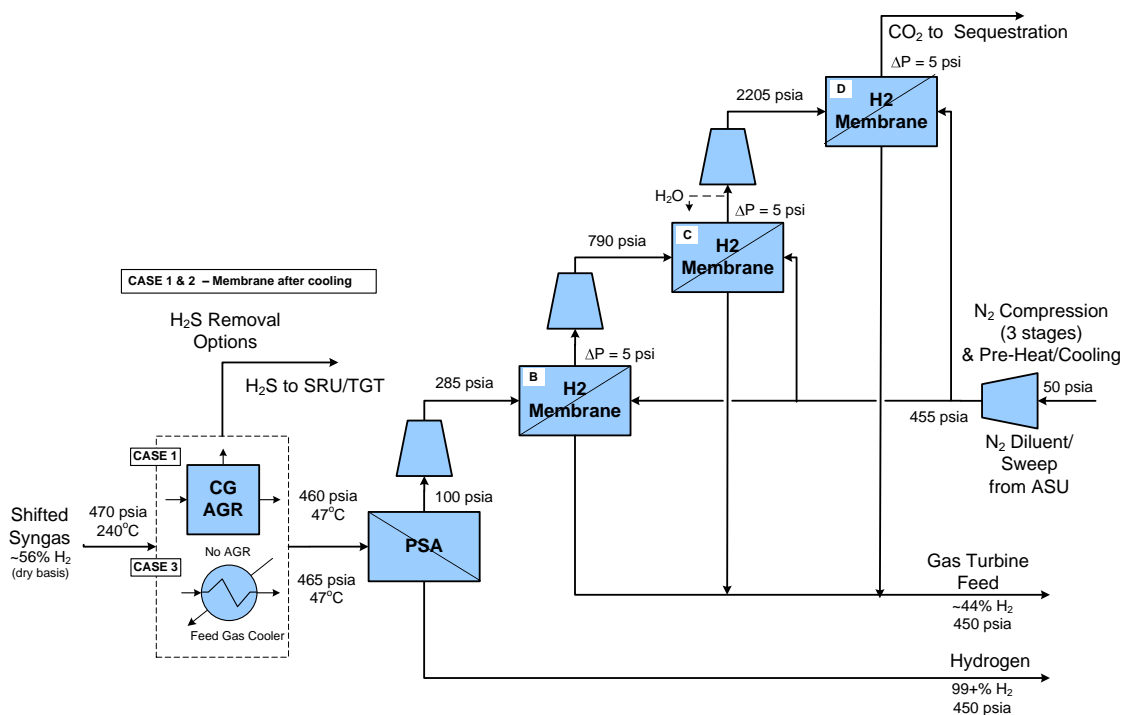 CO₂ to Sequestration
ΔP = 5 psi
D
H2
Membrane
2205 psia
H₂O
ΔP = 5 psi
C
H2
Membrane
790 psia
CASE 1 & 2 – Membrane after cooling
H₂S Removal
Options
H₂S to SRU/TGT
ΔP = 5 psi
B
H2
Membrane
285 psia
N₂ Compression
(3 stages)
& Pre-Heat/Cooling
50 psia
455 psia
N₂ Diluent/
Sweep
from ASU
CASE 1
CG
AGR
460 psia
47°C
100 psia
Shifted
Syngas
~56% H₂
(dry basis)
470 psia
240°C
PSA
No AGR
CASE 3
465 psia
47°C
Feed Gas Cooler
Gas Turbine
Feed
~44% H₂
450 psia
Hydrogen
99+% H₂
450 psia